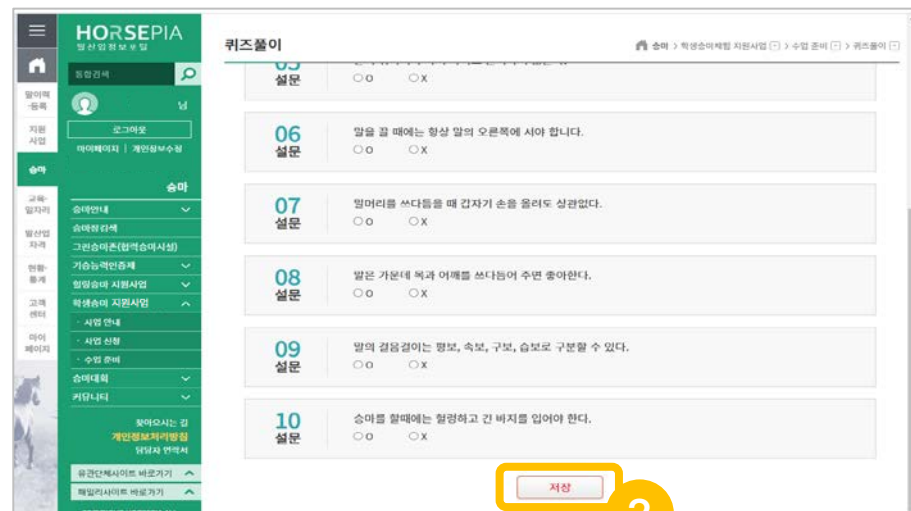 HORSEPIA
말산업정보포털
통합검색
님
로그아웃
마이페이지 | 개인정보수정
말이력
·등록
지원
사업
승마
교육·
일자리
말산업
자격
현황·
통계
고객
센터
마이
페이지
승마
승마안내
승마장 검색
그린승마존(협력승마시설)
기승능력인증제
힐링승마 지원사업
학생승마 지원사업
· 사업 안내
· 사업 신청
· 수업 준비
승마대회
커뮤니티
찾아오시는 길
개인정보처리방침
담당자 연락처
유관단체사이트 바로가기
패밀리사이트 바로가기
퀴즈풀이
승마 > 학생승마체험 지원사업 > 수업 준비 > 퀴즈풀이
05
설문
O X
06
설문
말을 끌 때에는 항상 말의 오른쪽에 서야 합니다.
O X
07
설문
말머리를 쓰다듬을 때 갑자기 손을 올려도 상관없다.
O X
08
설문
말은 가운데 목과 어깨를 쓰다듬어 주면 좋아한다.
O X
09
설문
말의 걸음걸이는 평보, 속보, 구보, 습보로 구분할 수 있다.
O X
10
설문
승마를 할때에는 헐렁하고 긴 바지를 입어야 한다.
O X
저장